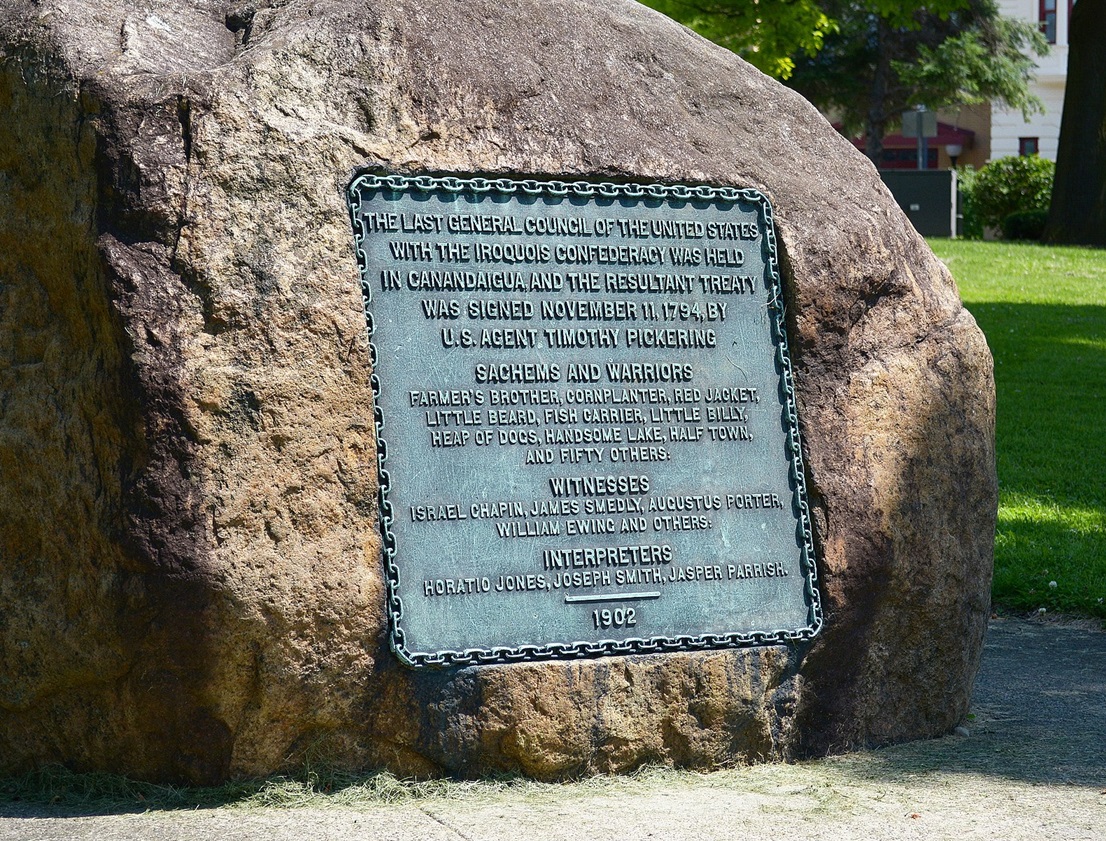 THE LAST GENERAL COUNCIL OF THE UNITED STATES
WITH THE IROQUOIS CONFEDERACY WAS HELD
IN CANANDAIGUA, AND THE RESULTANT TREATY
WAS SIGNED NOVEMBER 11, 1794, BY
U.S. AGENT TIMOTHY PICKERING
SACHEMS AND WARRIORS
FARMER'S BROTHER, CORNPLANTER, RED JACKET,
LITTLE BEARD, FISH CARRIER, LITTLE BILLY,
HEAP OF DOGS, HANDSOME LAKE, HALF TOWN,
AND FIFTY OTHERS:
WITNESSES
ISRAEL CHAPIN, JAMES SMEDLY, AUGUSTUS PORTER,
WILLIAM EWING AND OTHERS:
INTERPRETERS
HORATIO JONES, JOSEPH SMITH, JASPER PARRISH.
1902